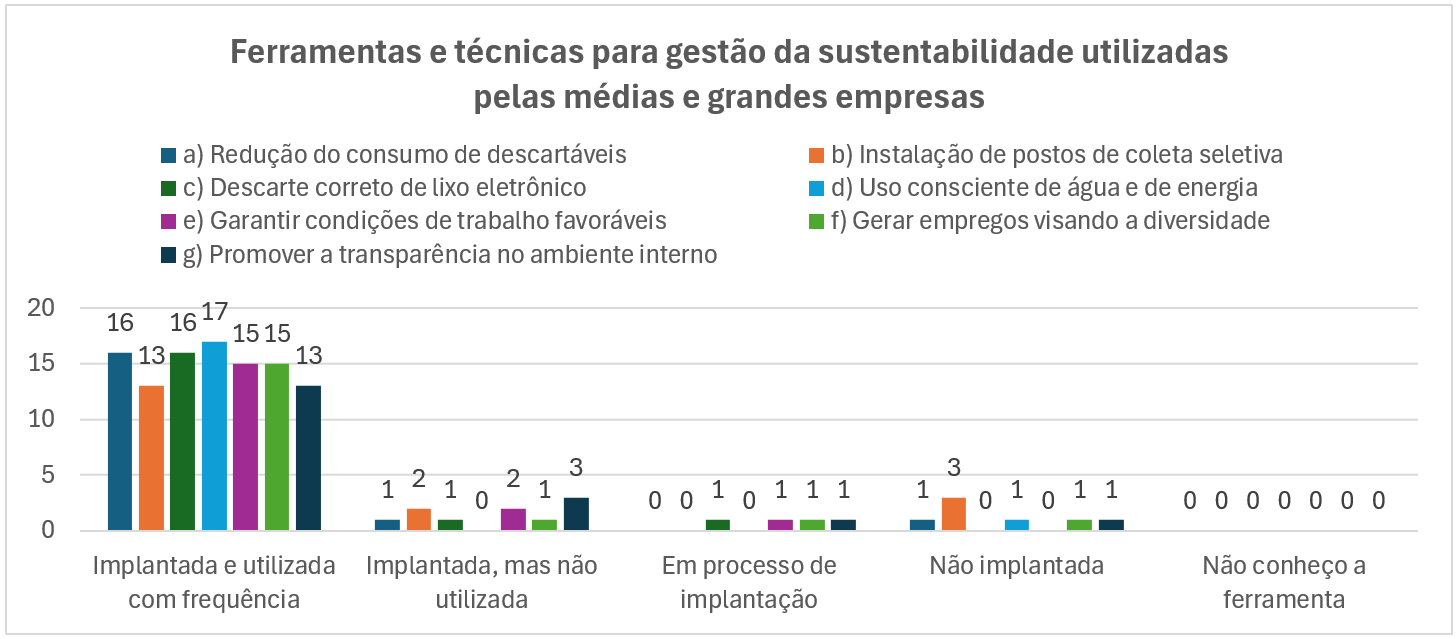 Ferramentas e técnicas para gestão da sustentabilidade utilizadas
pelas médias e grandes empresas
a) Redução do consumo de descartáveis
b) Instalação de postos de coleta seletiva
c) Descarte correto de lixo eletrônico
d) Uso consciente de água e de energia
e) Garantir condições de trabalho favoráveis
f) Gerar empregos visando a diversidade
g) Promover a transparência no ambiente interno
20
15
10
5
0
16 13 16 17 15 15 13
1 2 1 0 2 1 3
0 0 1 0 1 1 1
1 3 0 1 0 1 1
0 0 0 0 0 0 0
Implantada e utilizada
com frequência
Implantada, mas não
utilizada
Em processo de
implantação
Não implantada
Não conheço a
ferramenta